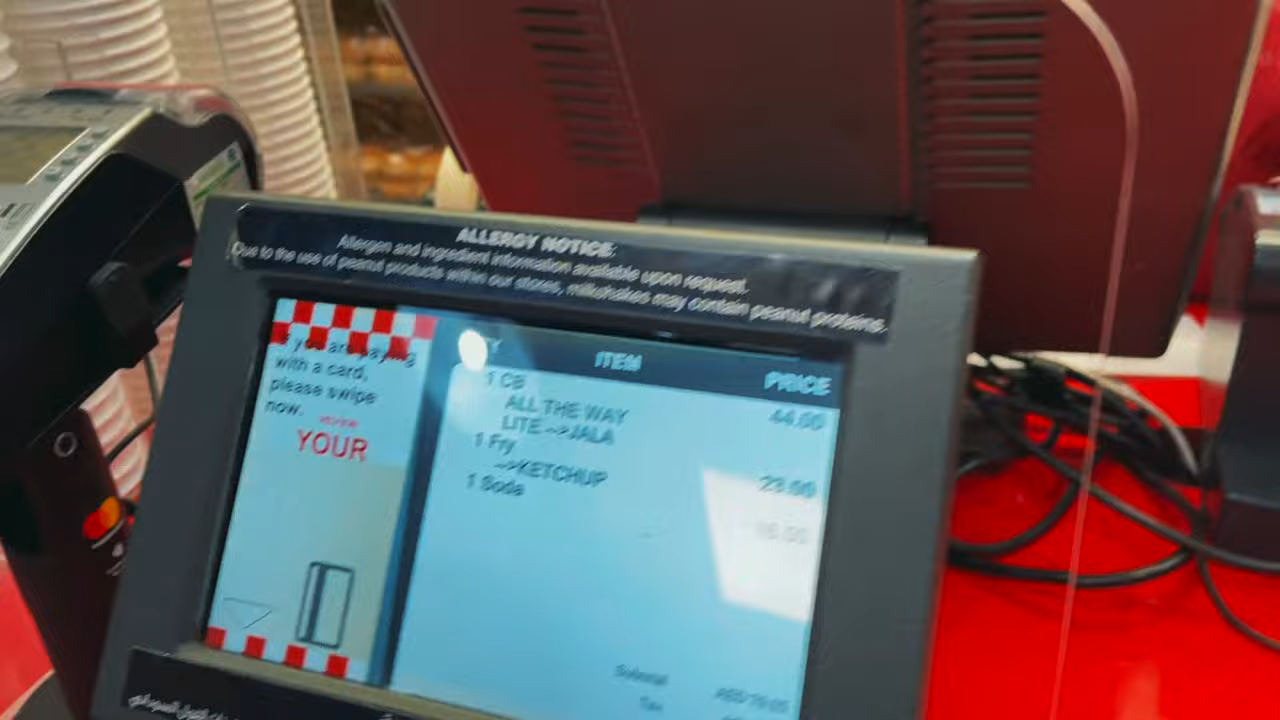 ALLERGY NOTICE:
Allergen and ingredient information available upon request.
Due to the use of peanut products within our stores, milkshakes may contain peanut proteins.
If you are paying
with a card,
please swipe
now.
review
YOUR
ITEM PRICE
1 CB 44.00
ALL THE WAY
LITE -->JALA
1 Fry 23.00
-->KETCHUP
1 Soda
Subtotal AED
Tax